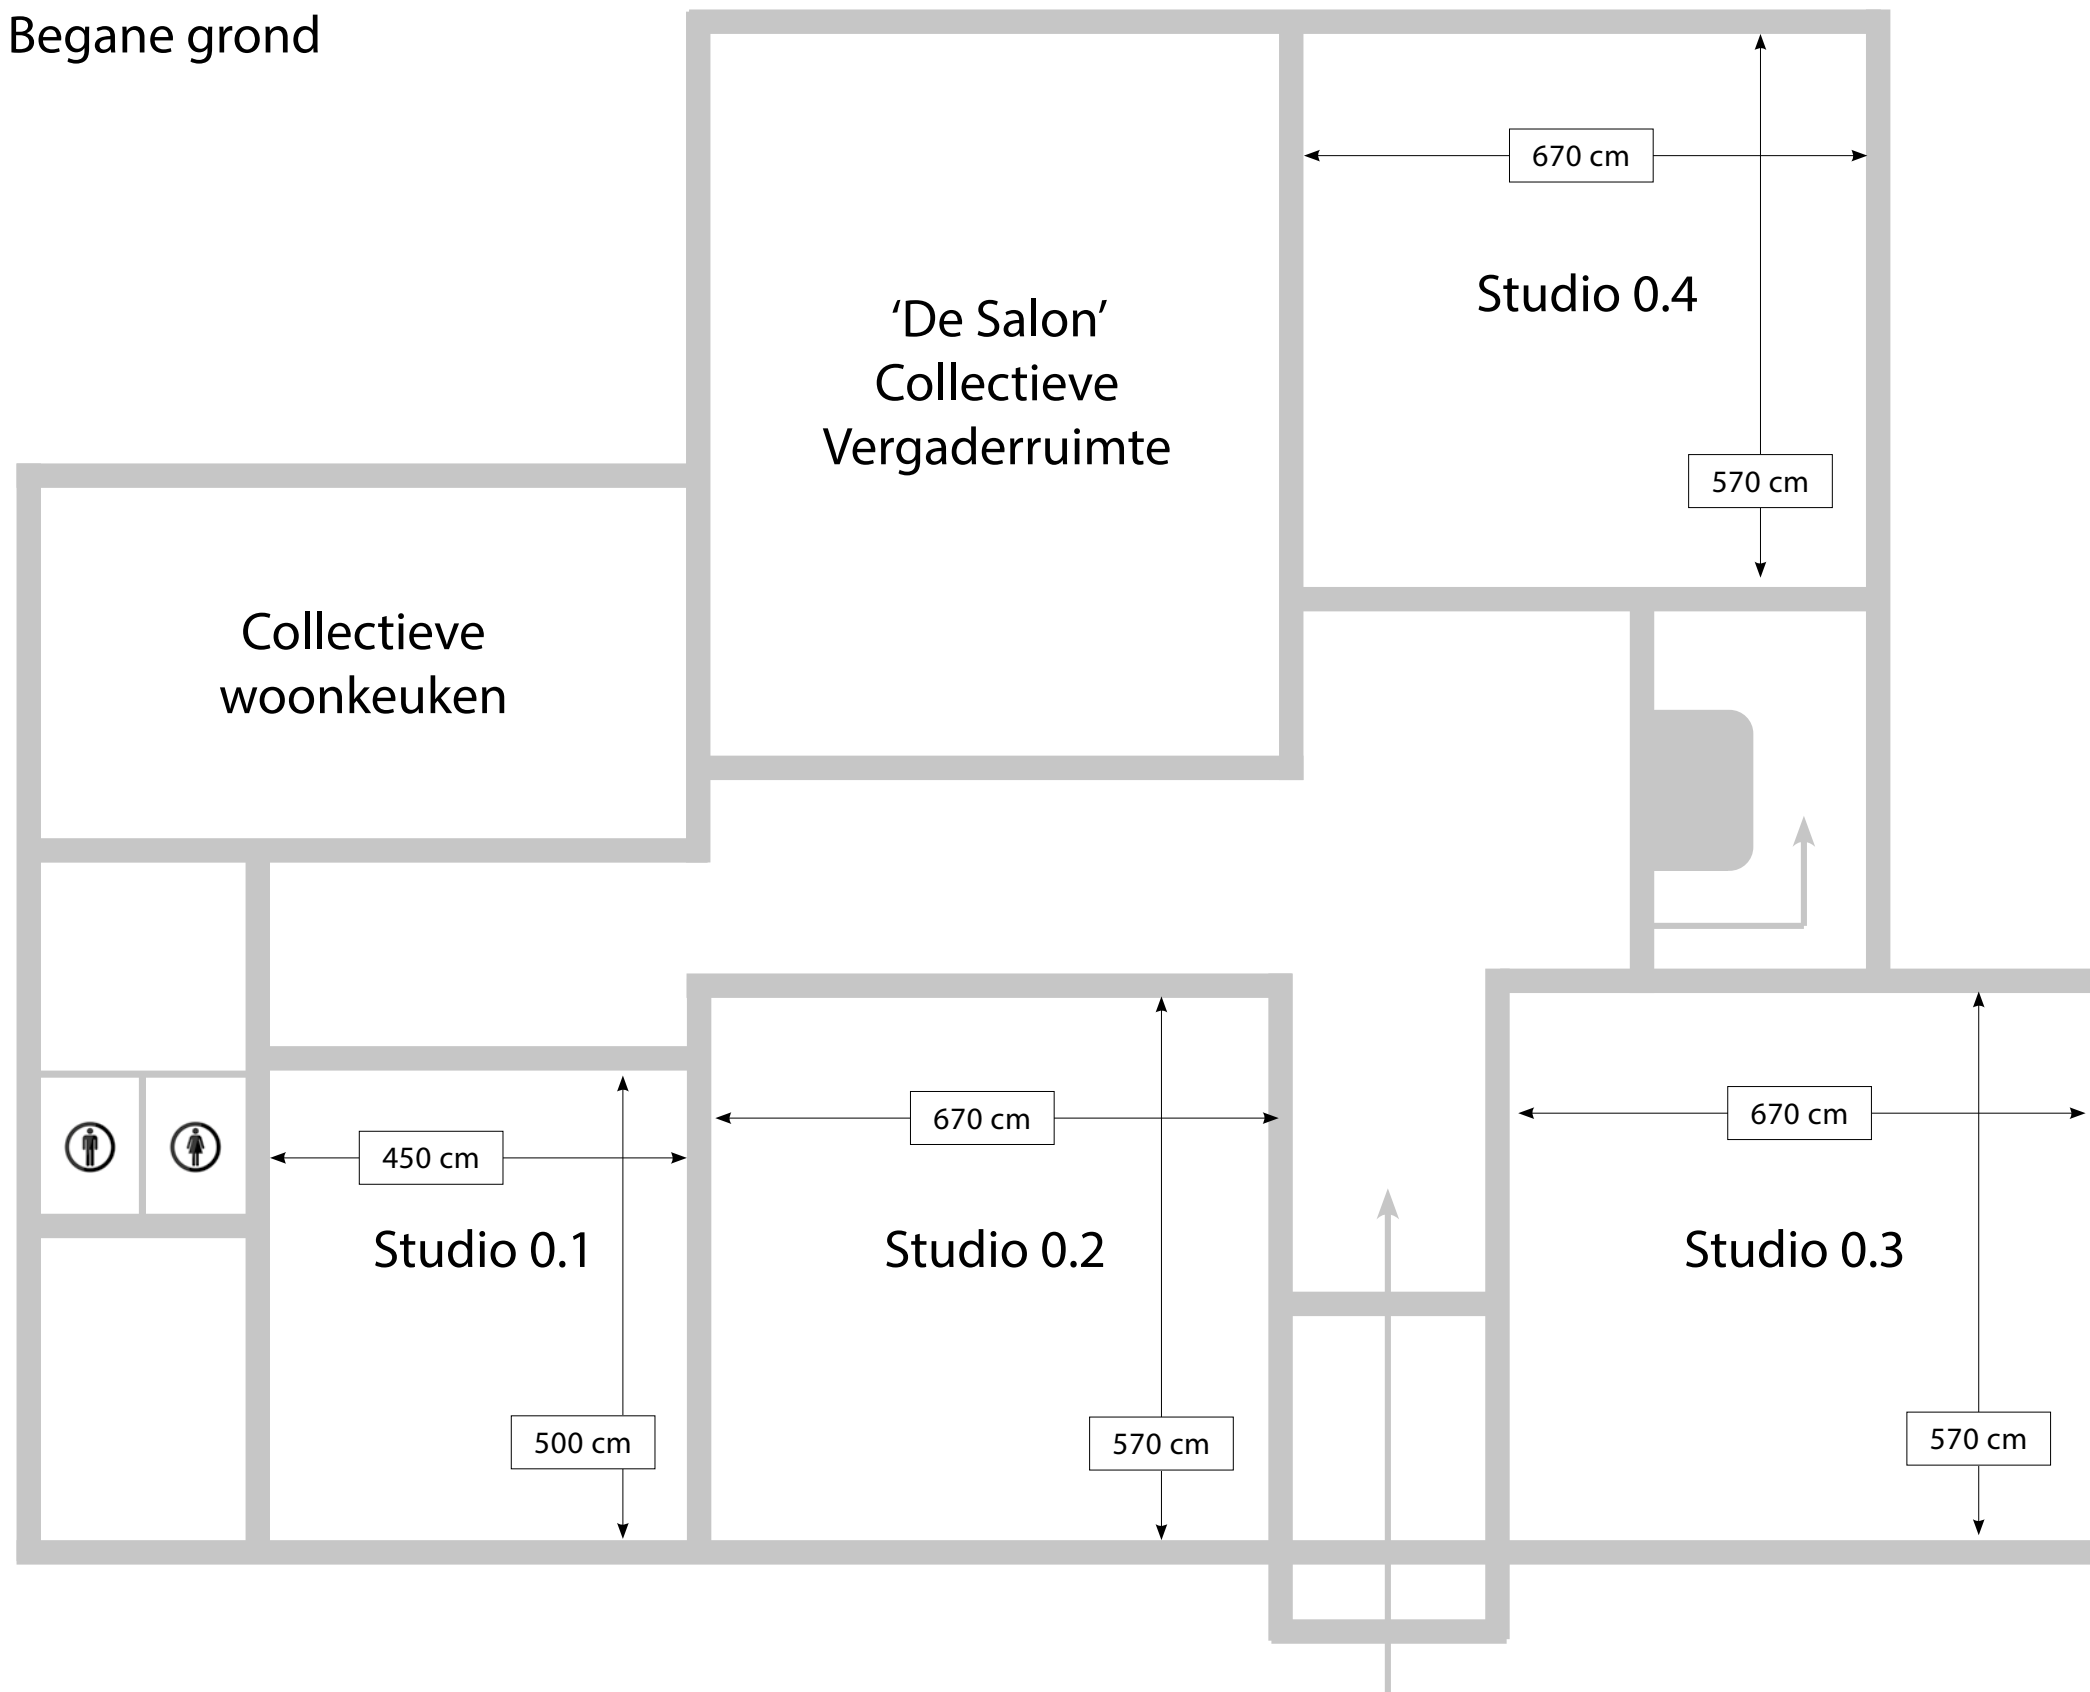 Begane grond
670 cm
Studio 0.4
‘De Salon’
Collectieve
Vergaderruimte
570 cm
Collectieve
woonkeuken
670 cm
670 cm
450 cm
Studio 0.1
Studio 0.2
Studio 0.3
500 cm
570 cm
570 cm